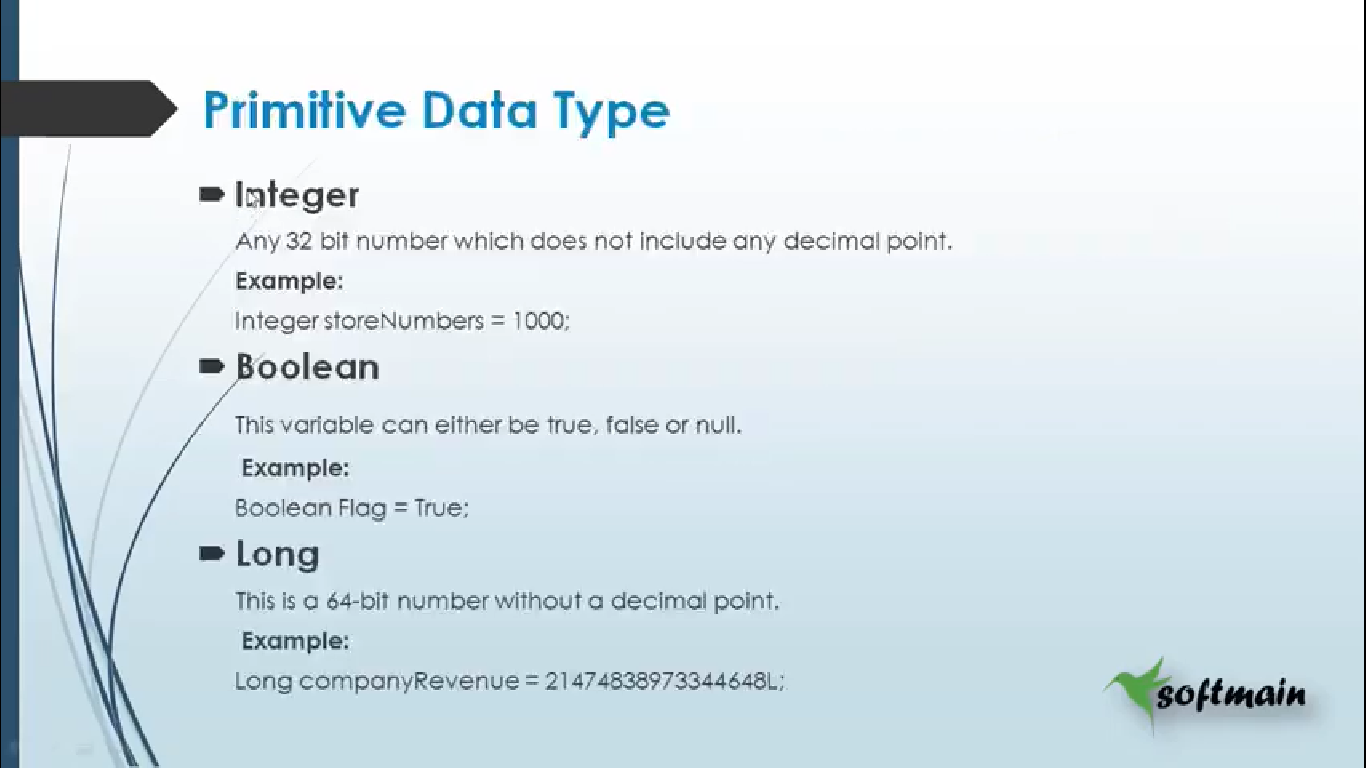 Primitive Data Type
Integer
Any 32 bit number which does not include any decimal point.
Example:
Integer storeNumbers = 1000;
Boolean
This variable can either be true, false or null.
Example:
Boolean Flag = True;
Long
This is a 64-bit number without a decimal point.
Example:
Long companyRevenue = 21474838973344648L;
softmain